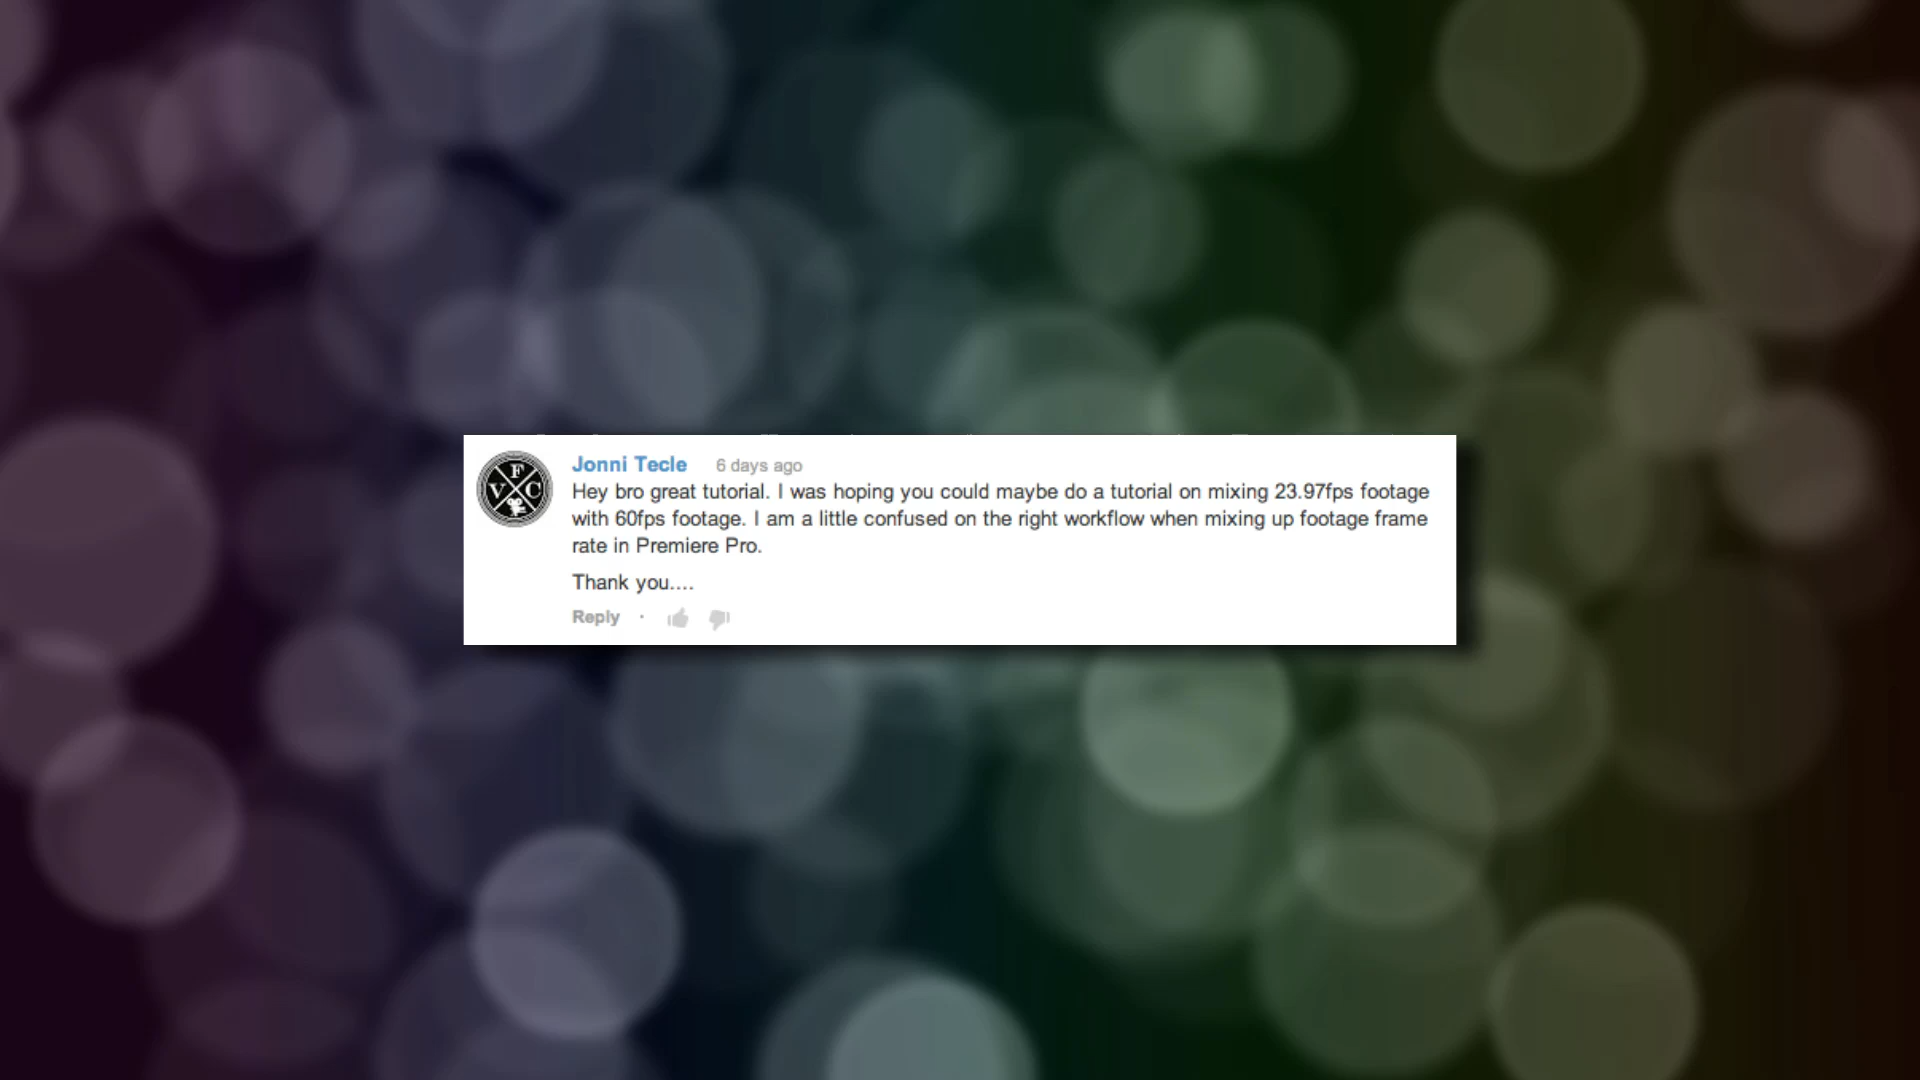 F
V C
Jonni Tecle 6 days ago
Hey bro great tutorial. I was hoping you could maybe do a tutorial on mixing 23.97fps footage
with 60fps footage. I am a little confused on the right workflow when mixing up footage frame
rate in Premiere Pro.
Thank you....
Reply ·